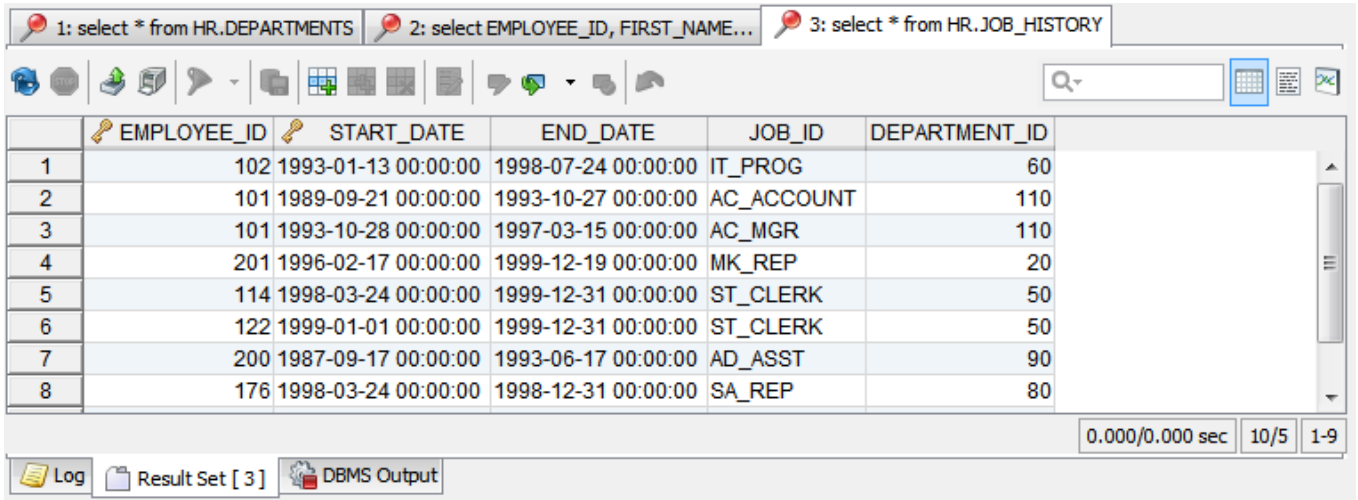 1: select * from HR.DEPARTMENTS 2: select EMPLOYEE_ID, FIRST_NAME... 3: select * from HR.JOB_HISTORY
EMPLOYEE_ID START_DATE END_DATE JOB_ID DEPARTMENT_ID
1 102 1993-01-13 00:00:00 1998-07-24 00:00:00 IT_PROG 60
2 101 1989-09-21 00:00:00 1993-10-27 00:00:00 AC_ACCOUNT 110
3 101 1993-10-28 00:00:00 1997-03-15 00:00:00 AC_MGR 110
4 201 1996-02-17 00:00:00 1999-12-19 00:00:00 MK_REP 20
5 114 1998-03-24 00:00:00 1999-12-31 00:00:00 ST_CLERK 50
6 122 1999-01-01 00:00:00 1999-12-31 00:00:00 ST_CLERK 50
7 200 1987-09-17 00:00:00 1993-06-17 00:00:00 AD_ASST 90
8 176 1998-03-24 00:00:00 1998-12-31 00:00:00 SA_REP 80
0.000/0.000 sec 10/5 1-9
Log Result Set [ 3 ] DBMS Output